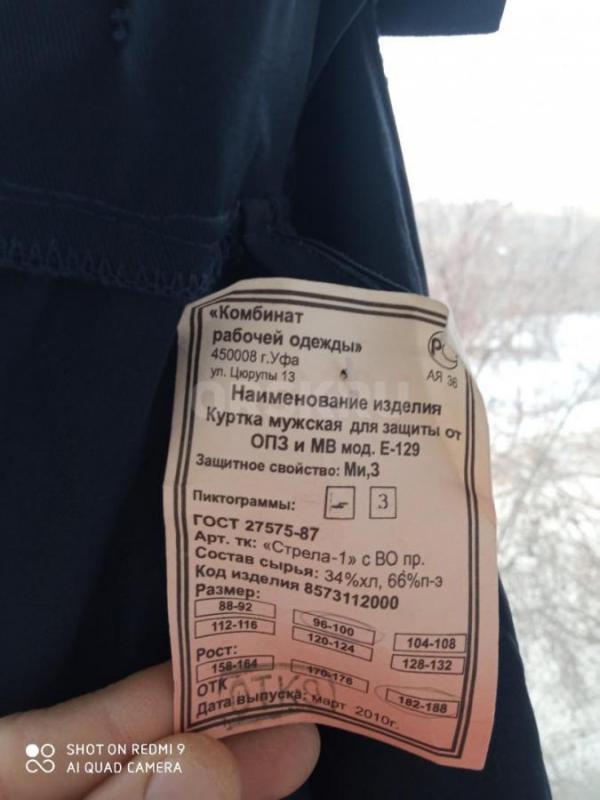 «Комбинат
рабочей одежды»
450008 г.Уфа
ул. Цюрупы 13
РС
АЯ 36
Наименование изделия
Куртка мужская для защиты от
ОПЗ и МВ мод. Е-129
Защитное свойство: Ми,З
Пиктограммы: З
ГОСТ 27575-87
Арт. тк: «Стрела-1» с ВО пр.
Состав сырья: 34%хл, 66%п-э
Код изделия 8573112000
Размер:
88-92 96-100 104-108
112-116 120-124 128-132
Рост:
158-164 170-176 182-188
ОТК
Дата выпуска: март 2010г.
SHOT ON REDMI 9
AI QUAD CAMERA